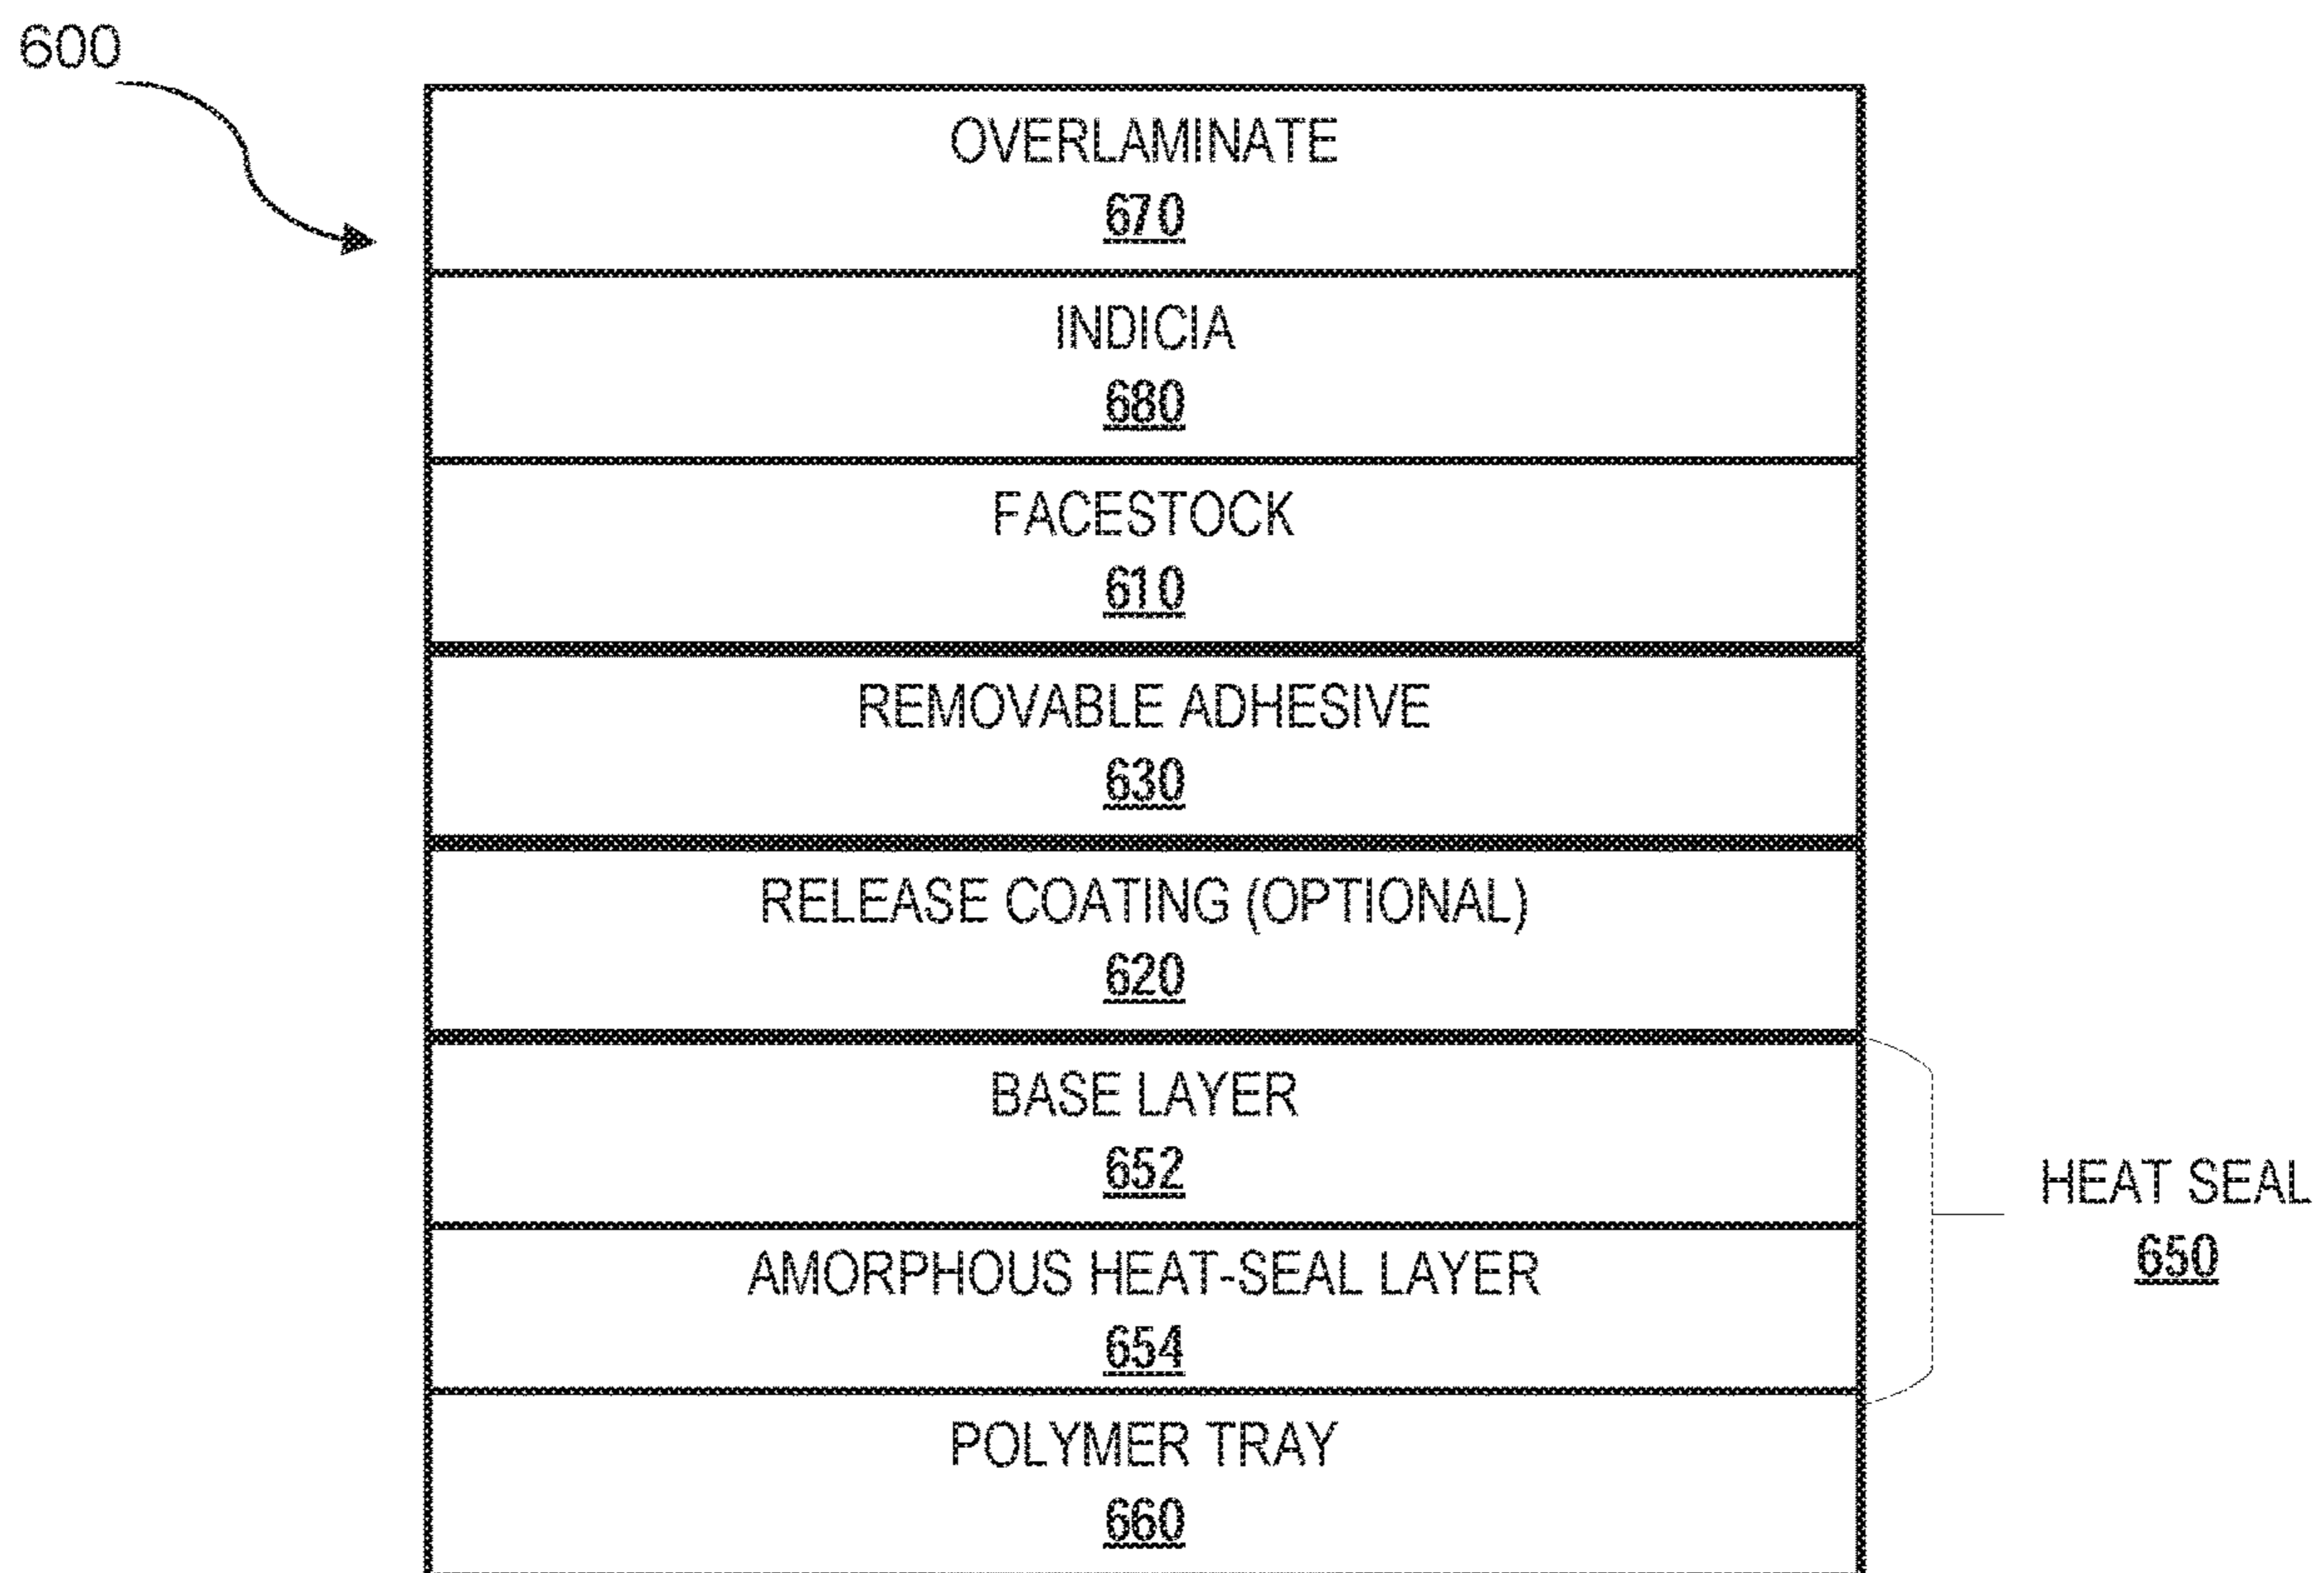 600
OVERLAMINATE
670
INDICIA
680
FACESTOCK
610
REMOVABLE ADHESIVE
630
RELEASE COATING (OPTIONAL)
620
BASE LAYER
652
HEAT SEAL
650
AMORPHOUS HEAT-SEAL LAYER
654
POLYMER TRAY
660